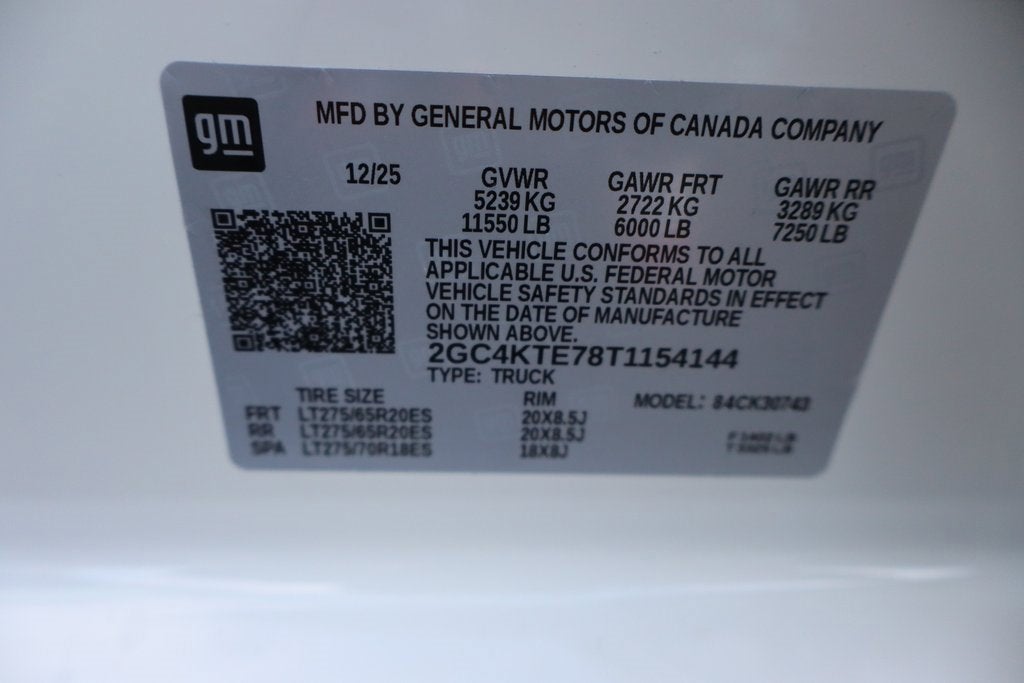 gm
MFD BY GENERAL MOTORS OF CANADA COMPANY
12/25 GVWR GAWR FRT GAWR RR
5239 KG 2722 KG 3289 KG
11550 LB 6000 LB 7250 LB
THIS VEHICLE CONFORMS TO ALL
APPLICABLE U.S. FEDERAL MOTOR
VEHICLE SAFETY STANDARDS IN EFFECT
ON THE DATE OF MANUFACTURE
SHOWN ABOVE.
2GC4KTE78T1154144
TYPE: TRUCK
TIRE SIZE RIM MODEL: 84CK30743
FRT LT275/65R20ES 20X8.5J
RR LT275/65R20ES 20X8.5J
SPA LT275/70R18ES 18X8J